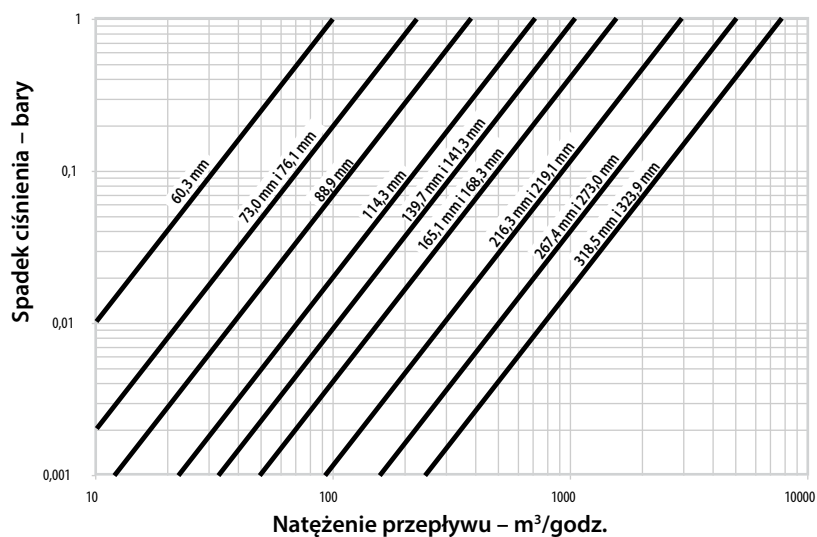 1
0,1
0,01
0,001
Spadek ciśnienia – bary
60,3 mm
73,0 mm i 76,1 mm
88,9 mm
114,3 mm
139,7 mm i 141,3 mm
165,1 mm i 168,3 mm
216,3 mm i 219,1 mm
267,4 mm i 273,0 mm
318,5 mm i 323,9 mm
10 100 1000 10000
Natężenie przepływu – m³/godz.